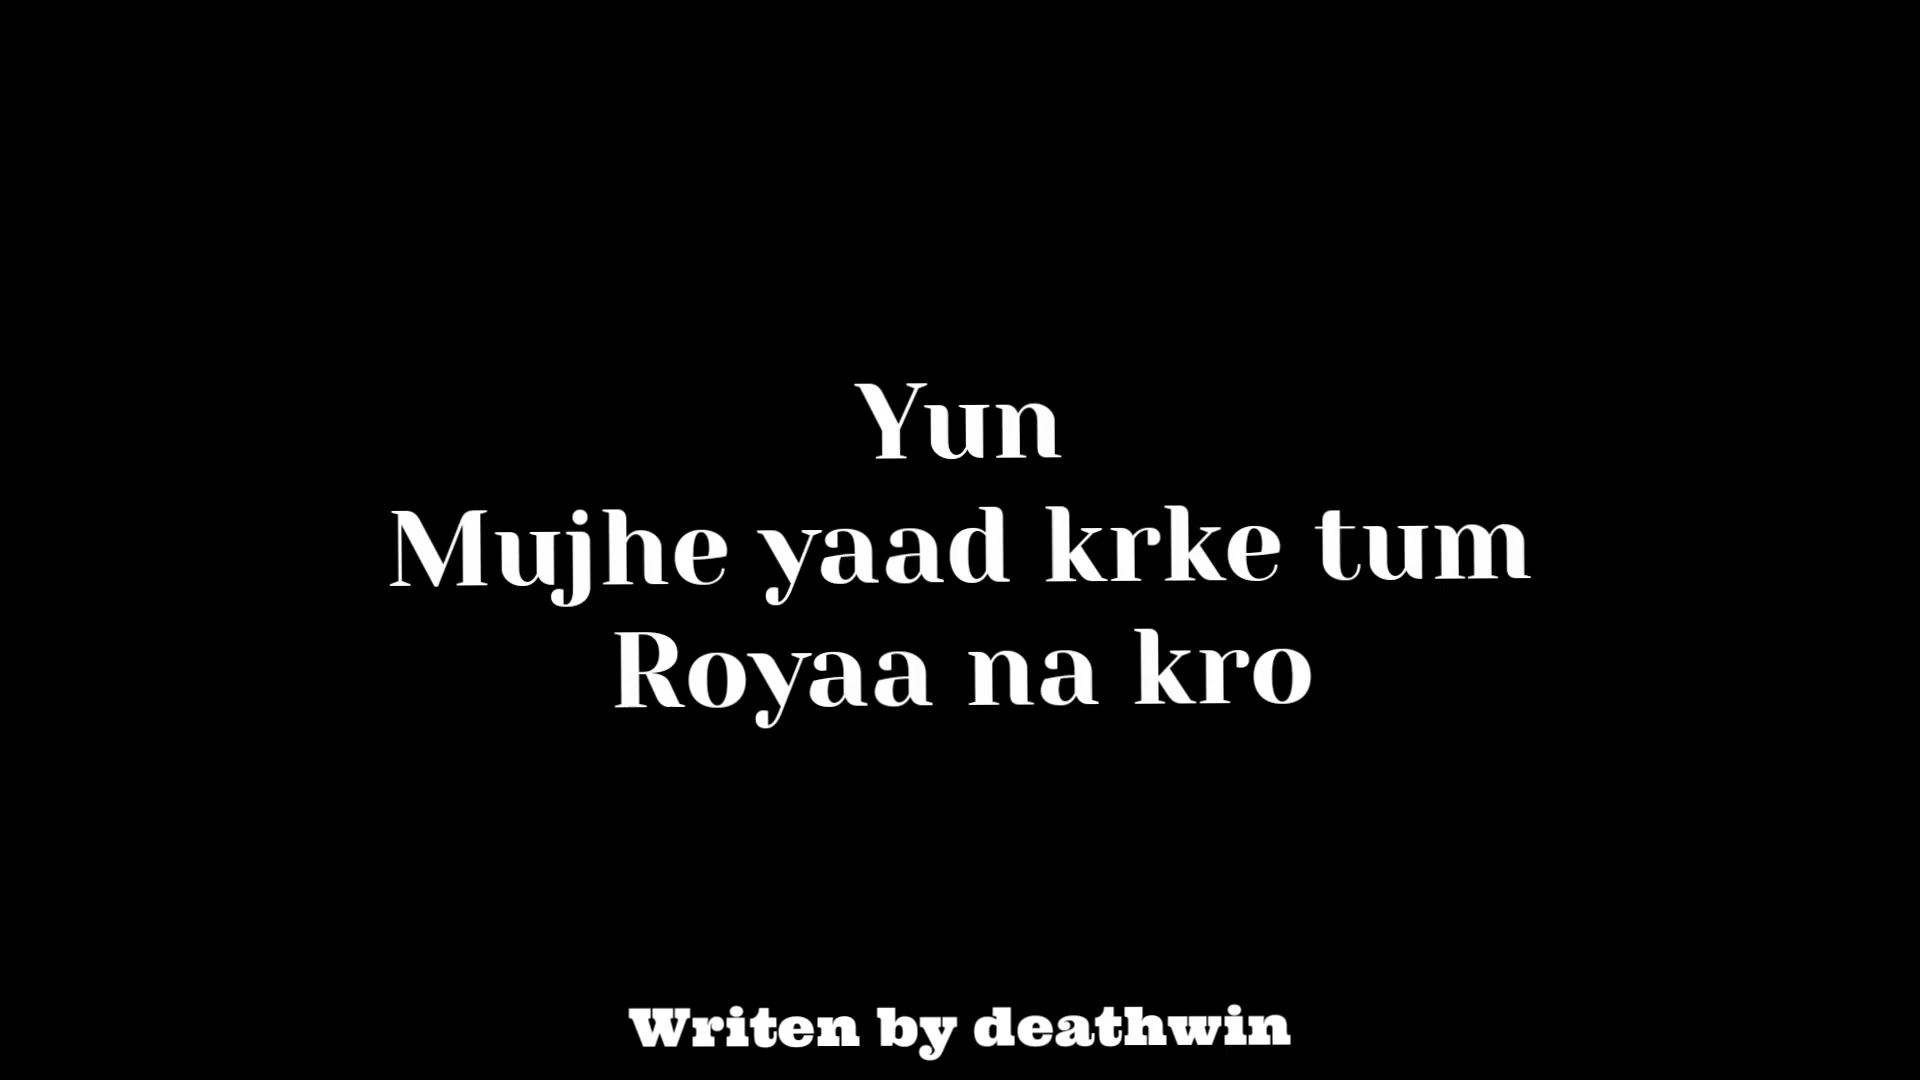 Yun
Mujhe yaad krke tum
Royaa na kro
Writen by deathwin